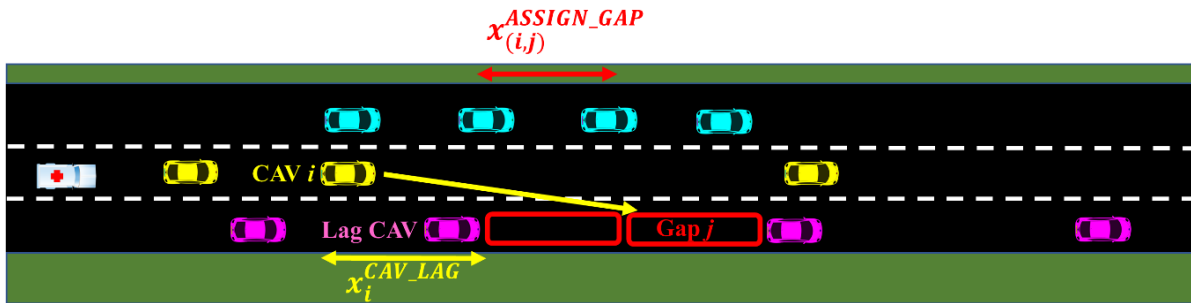 x_{(i,j)}^{ASSIGN_GAP}
CAV i
Lag CAV
Gap j
x_i^{CAV_LAG}